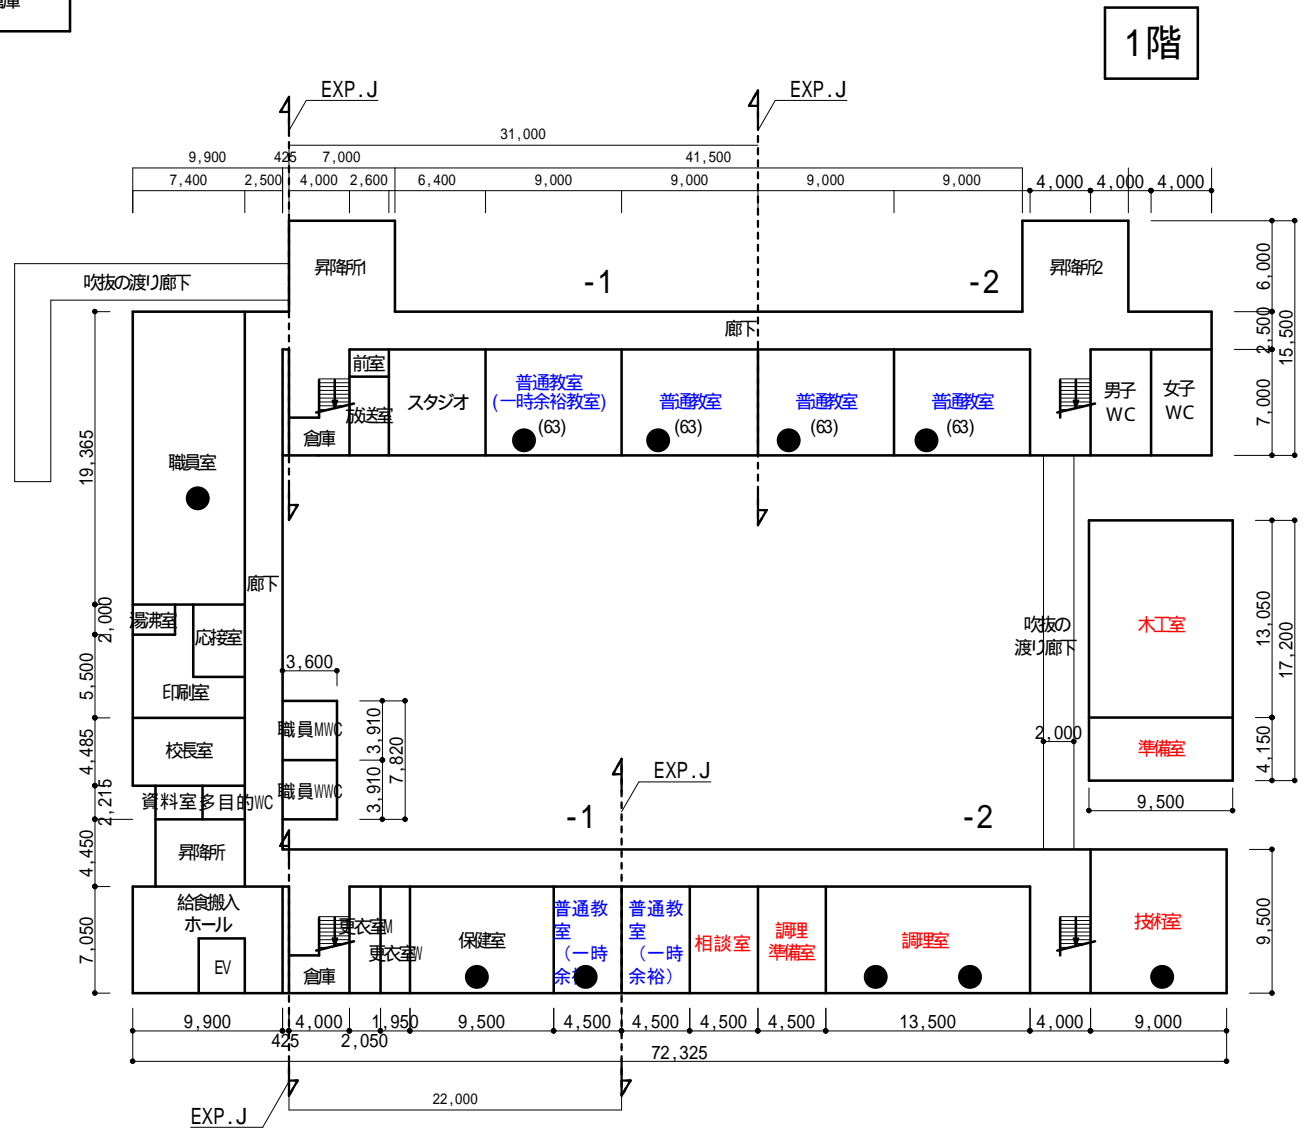 1階
EXP.J
EXP.J
31,000
9,900
425
7,000
41,500
7,400
2,500
4,000
2,600
6,400
9,000
9,000
9,000
9,000
4,000
4,000
4,000
吹抜の渡り廊下
昇降所1
-1
-2
昇降所2
6,000
2,500
15,500
7,000
廊下
前室
放送室
倉庫
スタジオ
普通教室
(一時余裕教室)
(63)
普通教室
(63)
普通教室
(63)
普通教室
(63)
男子
WC
女子
WC
職員室
19,365
廊下
2,000
湯沸室
応接室
5,500
印刷室
3,600
4,485
校長室
職員MWC
職員WWC
3,910
3,910
7,820
2,215
資料室
多目的WC
4,450
昇降所
吹抜の
渡り廊下
2,000
木工室
準備室
13,050
4,150
17,200
9,500
EXP.J
-1
-2
7,050
給食搬入
ホール
EV
倉庫
更衣室M
更衣室W
保健室
普通教
室
(一時
普通教
室
(一時
余裕)
相談室
調理
準備室
調理室
技術室
9,500
9,900
425
4,000
2,050
1,950
9,500
4,500
4,500
4,500
4,500
13,500
4,000
9,000
72,325
22,000
EXP.J